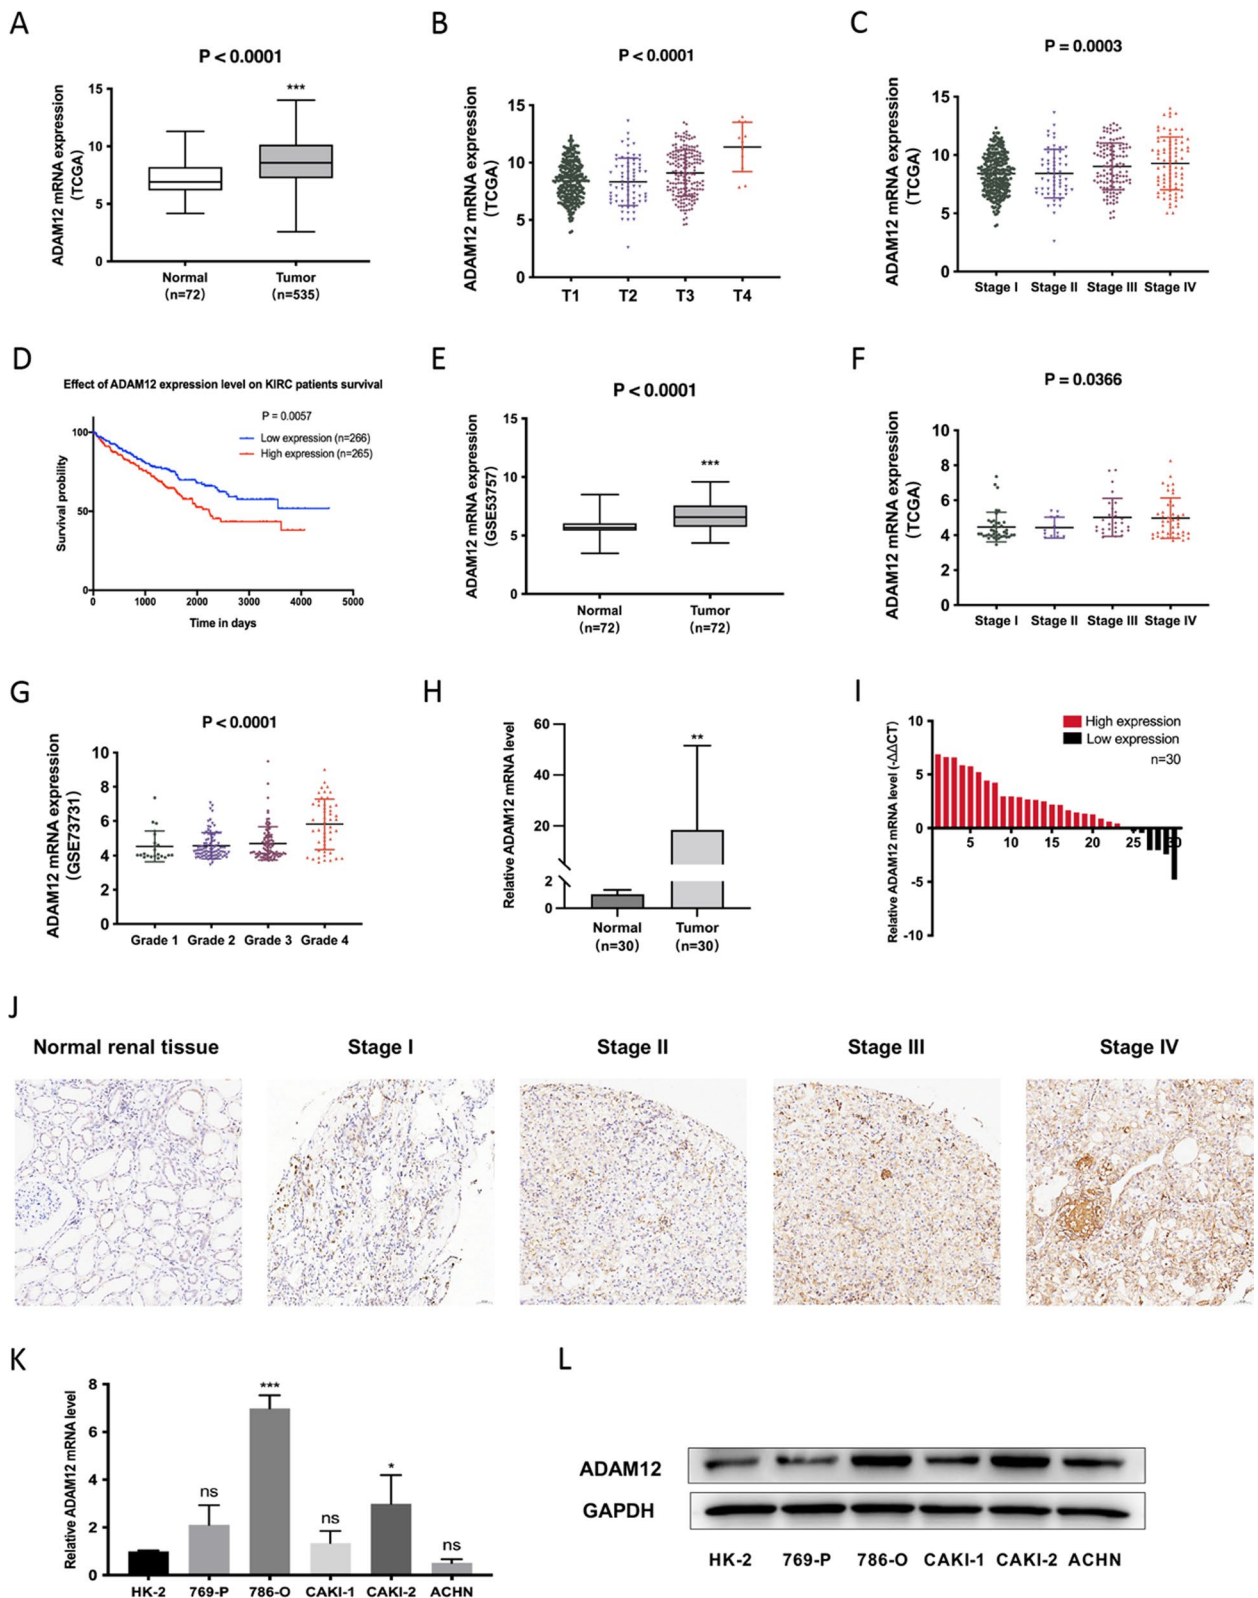 A
P < 0.0001
ADAM12 mRNA expression
(TCGA)
15
10
5
0
***
Normal
(n=72)
Tumor
(n=535)
B
P < 0.0001
ADAM12 mRNA expression
(TCGA)
15
10
5
0
T1 T2 T3 T4
C
P = 0.0003
ADAM12 mRNA expression
(TCGA)
15
10
5
0
Stage I Stage II Stage III Stage IV
D
Effect of ADAM12 expression level on KIRC patients survival
P = 0.0057
Low expression (n=266)
High expression (n=265)
Survival probility
100
50
0
0 1000 2000 3000 4000 5000
Time in days
E
P < 0.0001
ADAM12 mRNA expression
(GSE53757)
15
10
5
0
***
Normal
(n=72)
Tumor
(n=72)
F
P = 0.0366
ADAM12 mRNA expression
(TCGA)
10
8
6
4
2
0
Stage I Stage II Stage III Stage IV
G
P < 0.0001
ADAM12 mRNA expression
(GSE73731)
10
8
6
4
2
0
Grade 1 Grade 2 Grade 3 Grade 4
H
Relative ADAM12 mRNA level
60
40
20
2
0
**
Normal
(n=30)
Tumor
(n=30)
I
High expression
Low expression
n=30
Relative ADAM12 mRNA level (-ΔΔCT)
10
5
0
-5
-10
5 10 15 20 25 30
J
Normal renal tissue
Stage I
Stage II
Stage III
Stage IV
K
Relative ADAM12 mRNA level
8
6
4
2
0
ns
***
ns
*
ns
HK-2 769-P 786-O CAKI-1 CAKI-2 ACHN
L
ADAM12
GAPDH
HK-2 769-P 786-O CAKI-1 CAKI-2 ACHN